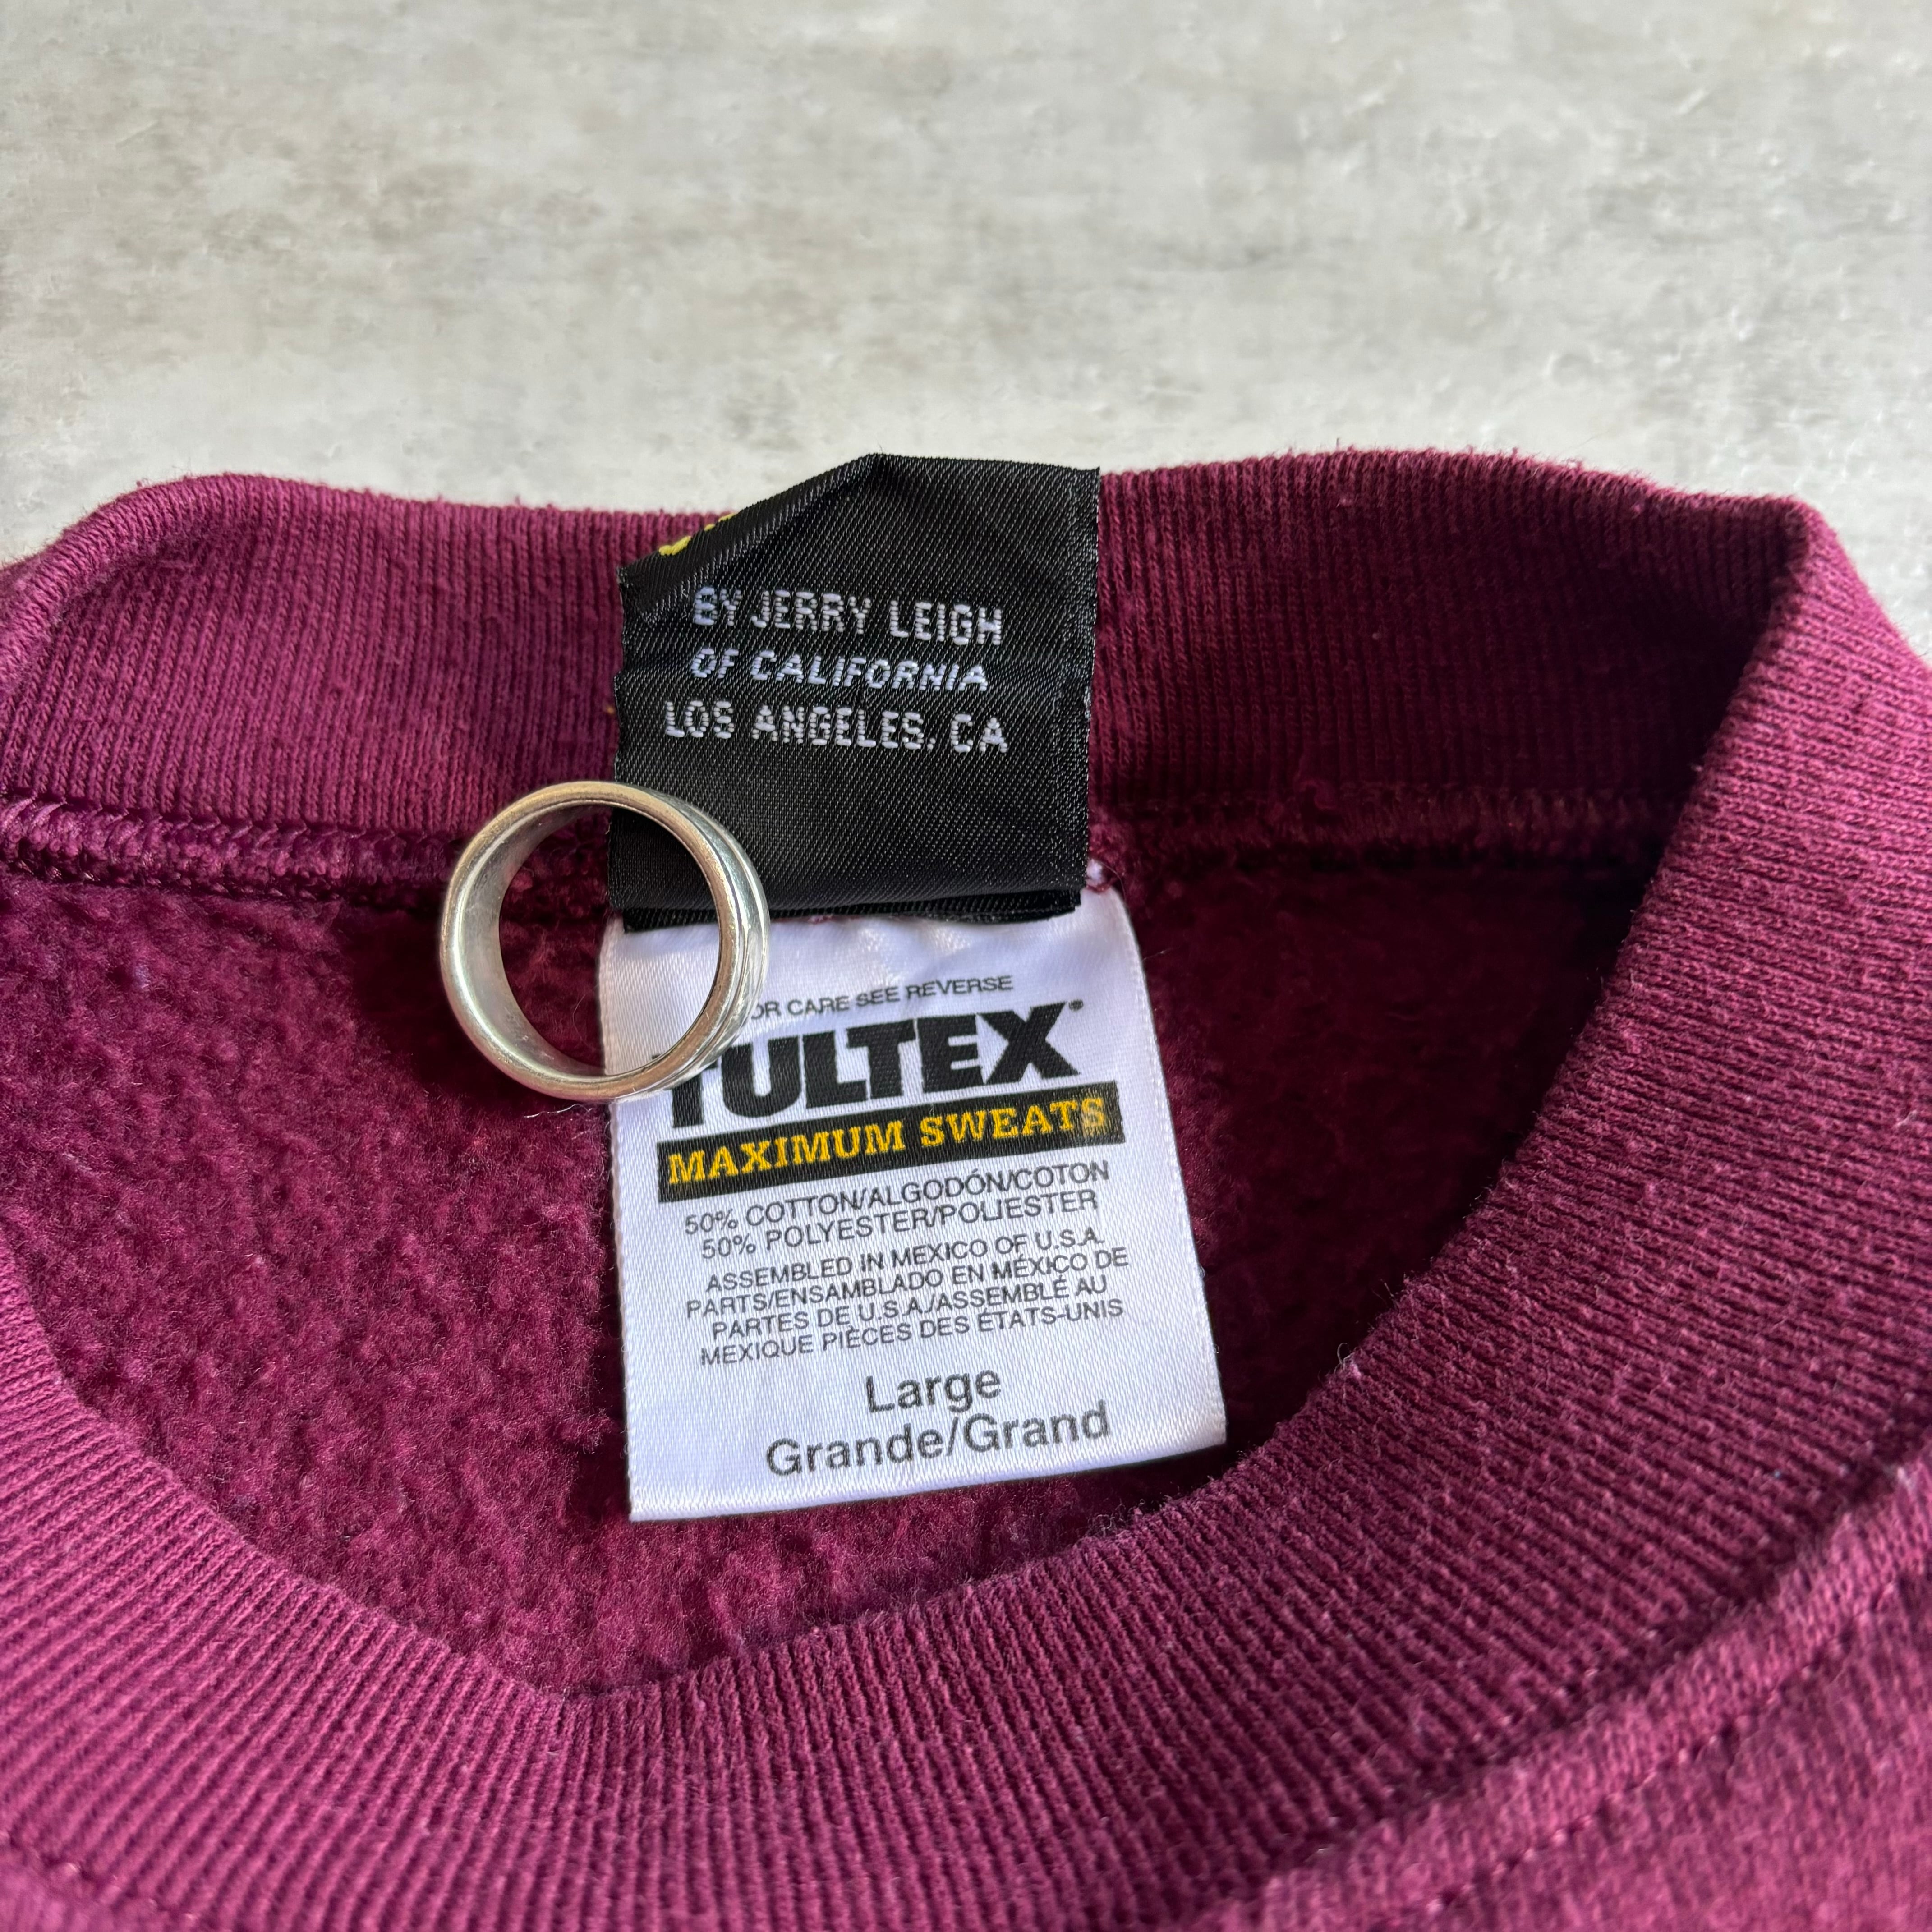 BY JERRY LEIGH
OF CALIFORNIA
LOS ANGELES, CA
OR CARE SEE REVERSE
TULTEX®
MAXIMUM SWEATS
50% COTTON/ALGODÓN/COTON
50% POLYESTER/POLIESTER
ASSEMBLED IN MEXICO OF U.S.A.
PARTS/ENSAMBLADO EN MÉXICO DE
PARTES DE U.S.A./ASSEMBLÉ AU
MEXIQUE PIÈCES DES ÉTATS-UNIS
Large
Grande/Grand